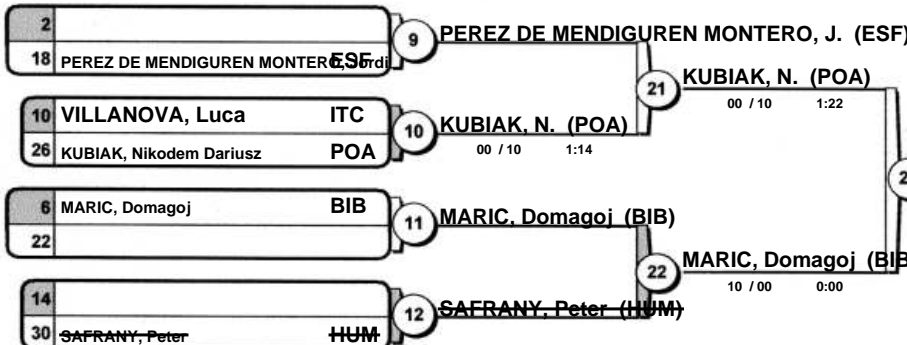 2
9 PEREZ DE MENDIGUREN MONTERO, J. (ESF)
18 PEREZ DE MENDIGUREN MONTERO, Jordi ESF
21 KUBIAK, N. (POA)
00 / 10 1:22
10 VILLANOVA, Luca ITC
10 KUBIAK, N. (POA)
26 KUBIAK, Nikodem Dariusz POA
00 / 10 1:14
2
6 MARIC, Domagoj BIB
11 MARIC, Domagoj (BIB)
22
22 MARIC, Domagoj (BIB
10 / 00 0:00
14
12 SAFRANY, Peter (HUM)
30 SAFRANY, Peter HUM